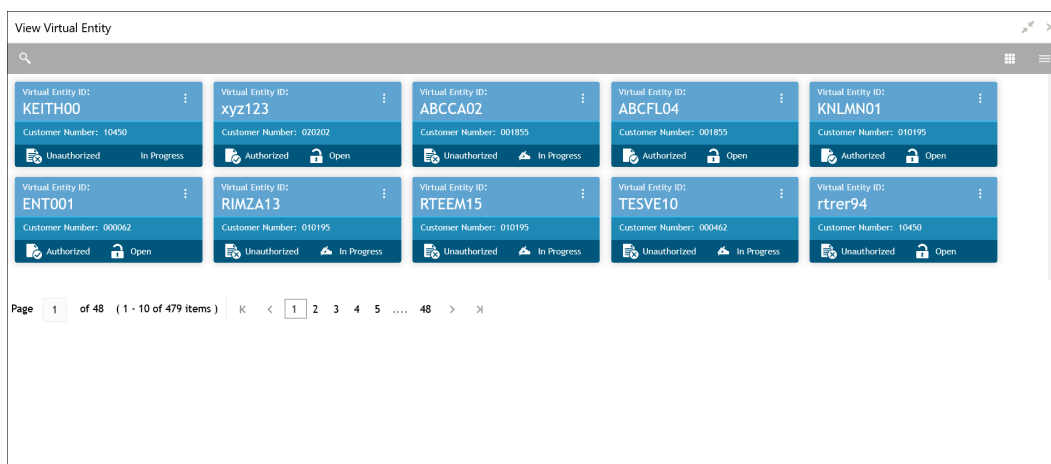 View Virtual Entity
Virtual Entity ID: Virtual Entity ID: Virtual Entity ID: Virtual Entity ID: Virtual Entity ID:
KEITH00 xyz123 ABCCA02 ABCFL04 KNLMN01
Customer Number: 10450 Customer Number: 020202 Customer Number: 001855 Customer Number: 001855 Customer Number: 010195
Unauthorized In Progress Authorized Open Unauthorized In Progress Authorized Open Authorized Open
Virtual Entity ID: Virtual Entity ID: Virtual Entity ID: Virtual Entity ID: Virtual Entity ID:
ENT001 RIMZA13 RTEEM15 TESVE10 rtrer94
Customer Number: 000062 Customer Number: 010195 Customer Number: 010195 Customer Number: 000462 Customer Number: 10450
Authorized Open Unauthorized In Progress Unauthorized In Progress Unauthorized In Progress Unauthorized Open
Page 1 of 48 ( 1 - 10 of 479 items ) 1 2 3 4 5 .... 48